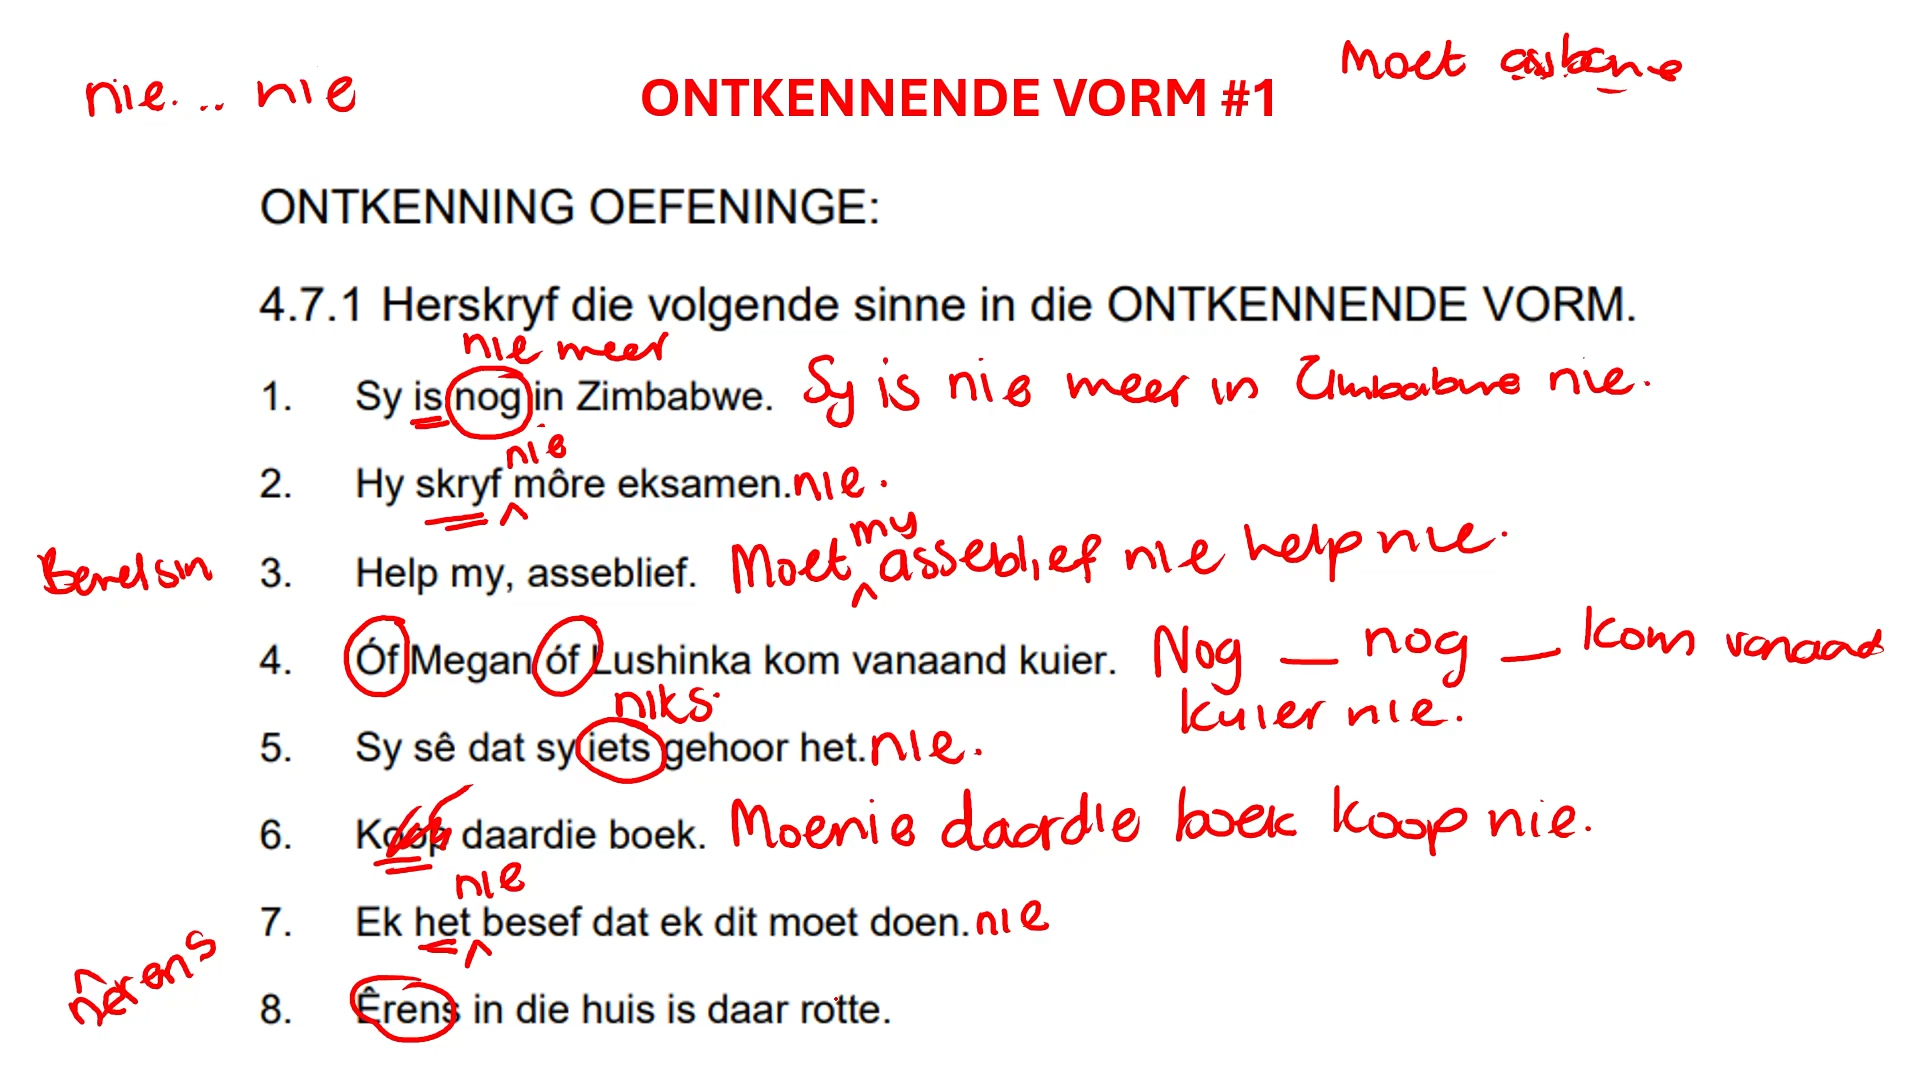 nie... nie
ONTKENNENDE VORM #1
Moet
ONTKENNING OEFENINGE:
4.7.1 Herskryf die volgende sinne in die ONTKENNENDE VORM.
nie meer
1. Sy is nog in Zimbabwe. Sy is nie meer in Zimbabwe nie.
nie
2. Hy skryf môre eksamen. nie.
my
Bevelsin 3. Help my, asseblief. Moet ^ asseblief nie help nie.
4. Óf Megan óf Lushinka kom vanaand kuier. Nog _ nog _ kom vanaand
kuier nie.
niks.
5. Sy sê dat sy iets gehoor het. nie.
6. Koop daardie boek. Moenie daardie boek koop nie.
nie
7. Ek het besef dat ek dit moet doen. nie
nêrens
8. Êrens in die huis is daar rotte.